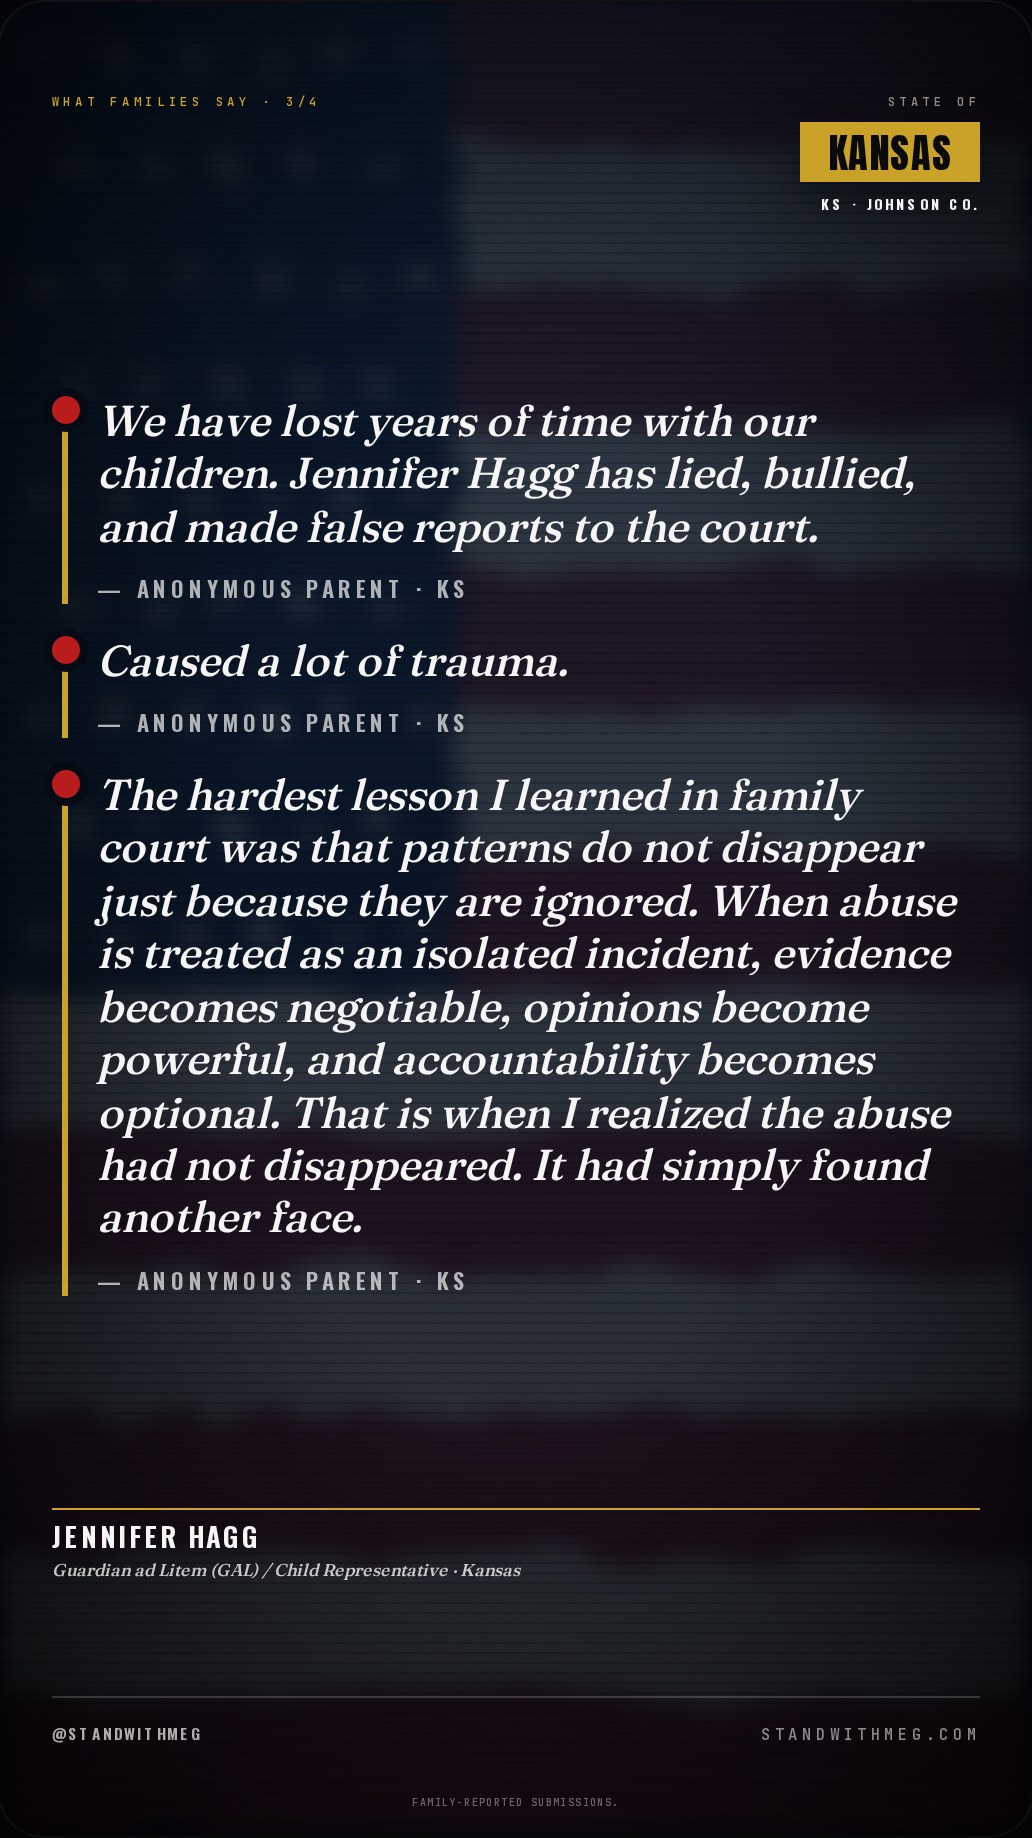 WHAT FAMILIES SAY · 3/4
STATE OF
KANSAS
KS · JOHNSON CO.
We have lost years of time with our
children. Jennifer Hagg has lied, bullied,
and made false reports to the court.
— ANONYMOUS PARENT · KS
Caused a lot of trauma.
— ANONYMOUS PARENT · KS
The hardest lesson I learned in family
court was that patterns do not disappear
just because they are ignored. When abuse
is treated as an isolated incident, evidence
becomes negotiable, opinions become
powerful, and accountability becomes
optional. That is when I realized the abuse
had not disappeared. It had simply found
another face.
— ANONYMOUS PARENT · KS
JENNIFER HAGG
Guardian ad Litem (GAL) / Child Representative · Kansas
@STANDWITHMEG
STANDWITHMEG.COM
FAMILY-REPORTED SUBMISSIONS.